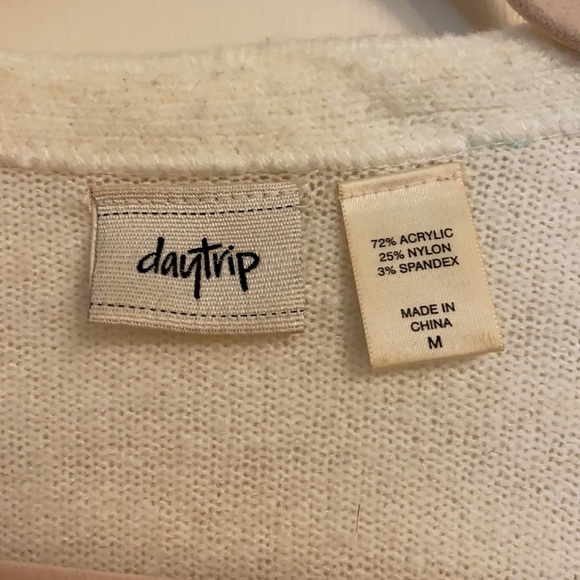 daytrip
72% ACRYLIC
25% NYLON
3% SPANDEX
MADE IN
CHINA
M